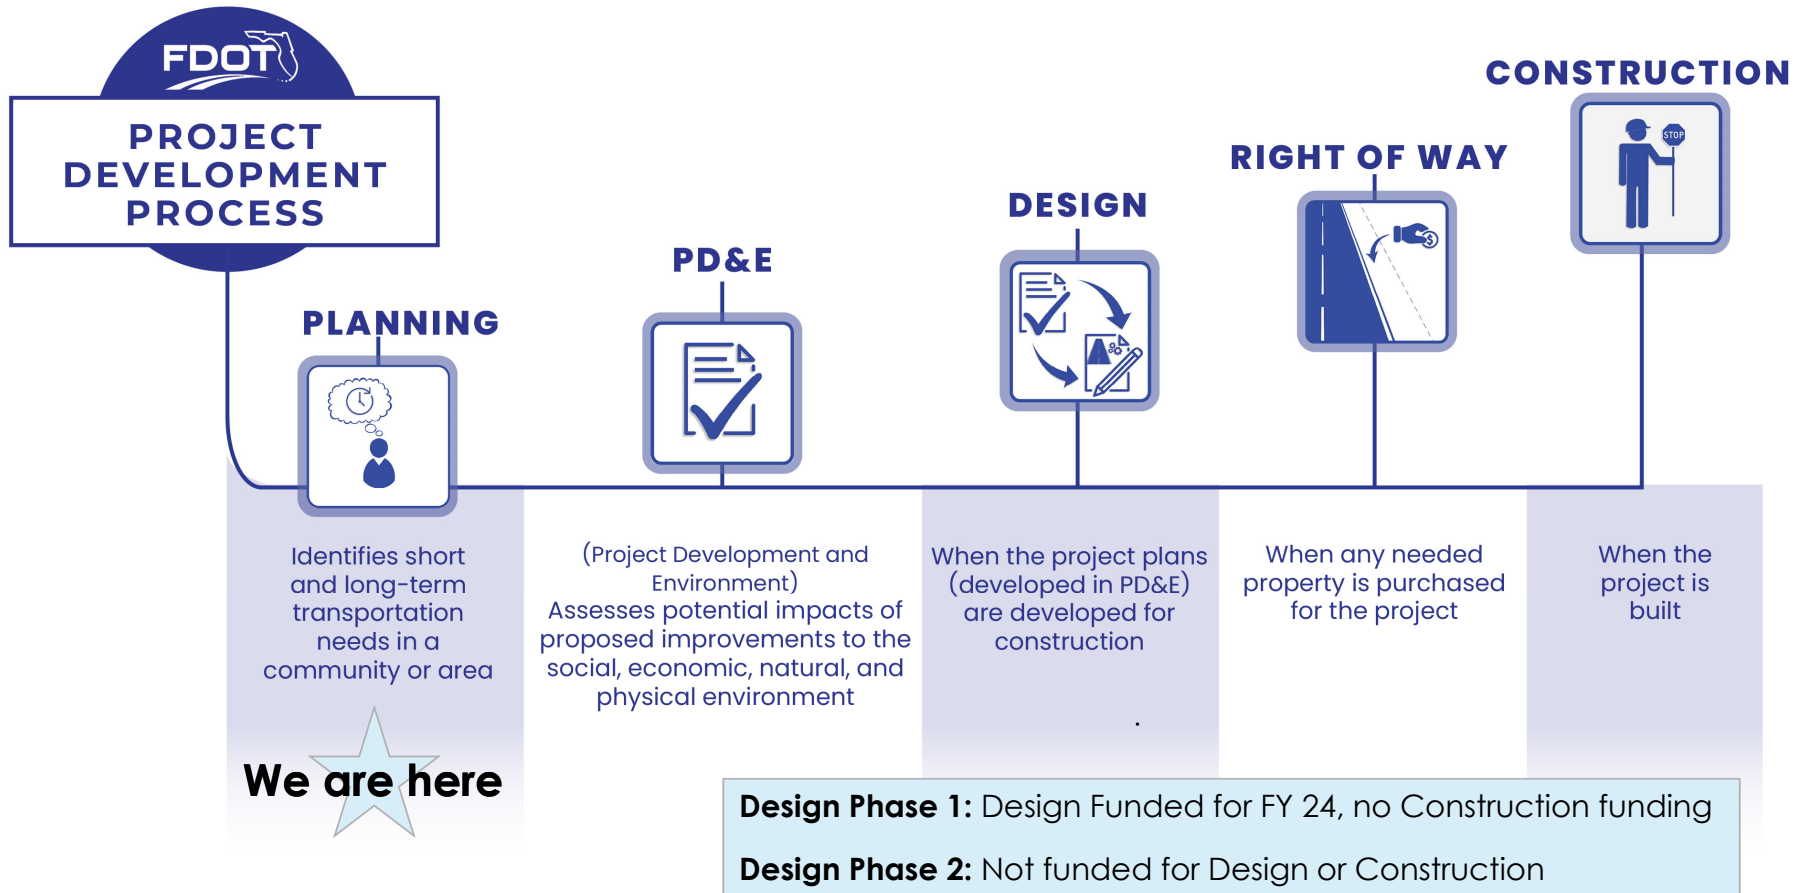 FDOT
PROJECT
DEVELOPMENT
PROCESS
PLANNING
Identifies short
and long-term
transportation
needs in a
community or area
We are here
PD&E
(Project Development and
Environment)
Assesses potential impacts of
proposed improvements to the
social, economic, natural, and
physical environment
DESIGN
When the project plans
(developed in PD&E)
are developed for
construction
.
RIGHT OF WAY
$
When any needed
property is purchased
for the project
CONSTRUCTION
STOP
When the
project is
built
Design Phase 1: Design Funded for FY 24, no Construction funding
Design Phase 2: Not funded for Design or Construction